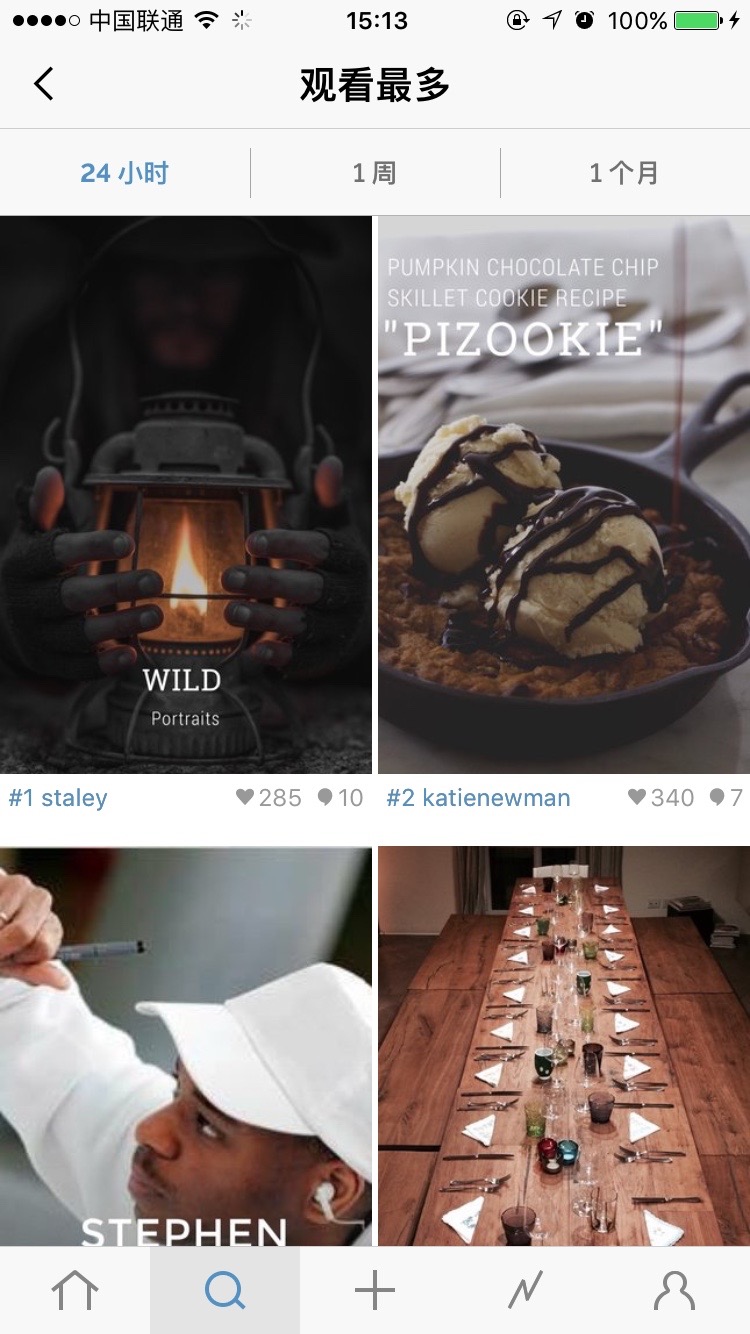 中国联通 15:13 100%
观看最多
24 小时 1 周 1 个月
WILD
Portraits
PUMPKIN CHOCOLATE CHIP
SKILLET COOKIE RECIPE
"PIZOOKIE"
#1 staley 285 10
#2 katienewman 340 7
STEPHEN